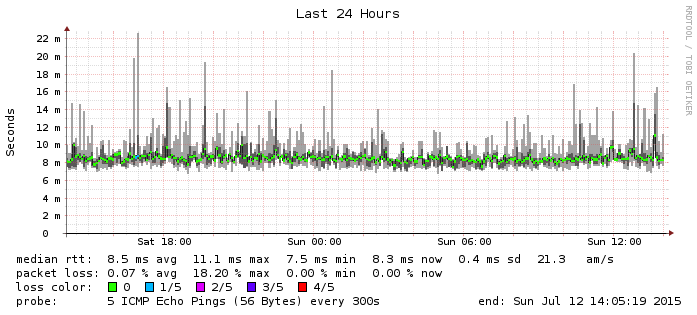 Last 24 Hours
RRDTOOL / TOBI OETIKER
Seconds
22 m
20 m
18 m
16 m
14 m
12 m
10 m
8 m
6 m
4 m
2 m
0
Sat 18:00 Sun 00:00 Sun 06:00 Sun 12:00
median rtt: 8.5 ms avg 11.1 ms max 7.5 ms min 8.3 ms now 0.4 ms sd 21.3 am/s
packet loss: 0.07 % avg 18.20 % max 0.00 % min 0.00 % now
loss color: 0 1/5 2/5 3/5 4/5
probe: 5 ICMP Echo Pings (56 Bytes) every 300s end: Sun Jul 12 14:05:19 2015